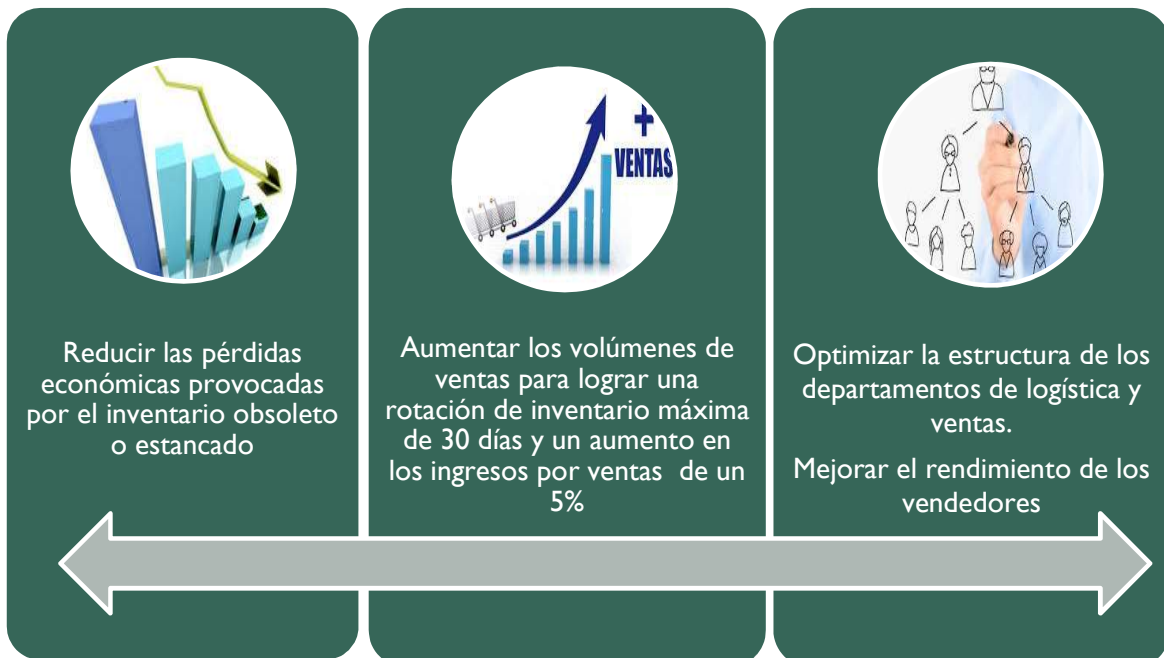 +
VENTAS
Reducir las pérdidas
económicas provocadas
por el inventario obsoleto
o estancado
Aumentar los volúmenes de
ventas para lograr una
rotación de inventario máxima
de 30 días y un aumento en
los ingresos por ventas de un
5%
Optimizar la estructura de los
departamentos de logística y
ventas.
Mejorar el rendimiento de los
vendedores